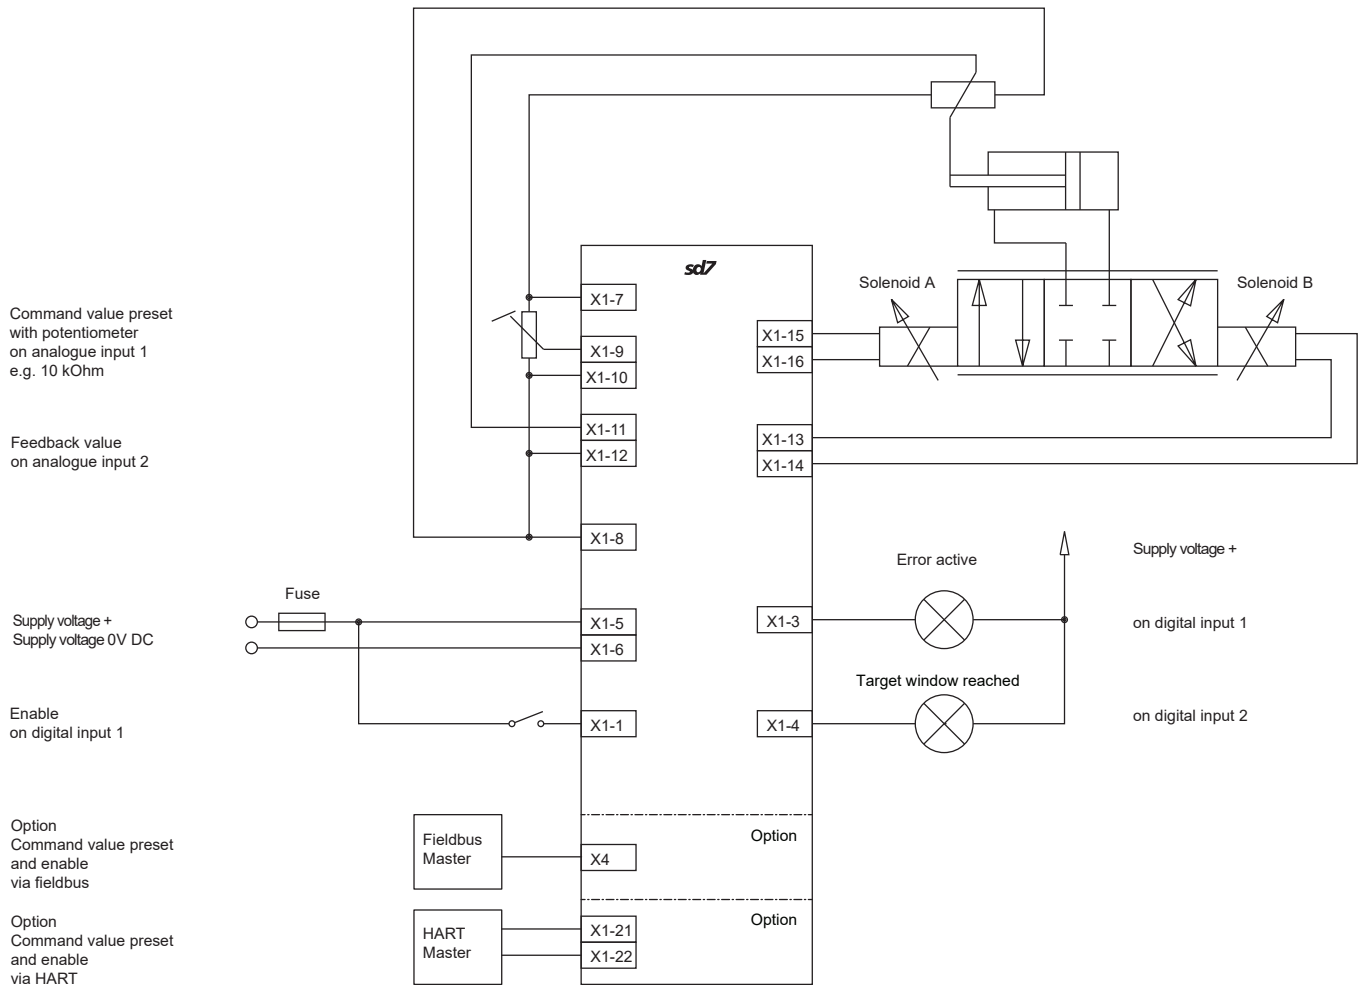 sd7
Command value preset
with potentiometer
on analogue input 1
e.g. 10 kOhm
X1-7
X1-9
X1-10
Feedback value
on analogue input 2
X1-11
X1-12
X1-8
Solenoid A
Solenoid B
X1-15
X1-16
X1-13
X1-14
Fuse
Supply voltage +
Supply voltage 0V DC
X1-5
X1-6
Enable
on digital input 1
X1-1
Error active
X1-3
Target window reached
X1-4
Supply voltage +
on digital input 1
on digital input 2
Option
Command value preset
and enable
via fieldbus
Fieldbus
Master
X4
Option
Option
Command value preset
and enable
via HART
HART
Master
X1-21
X1-22
Option